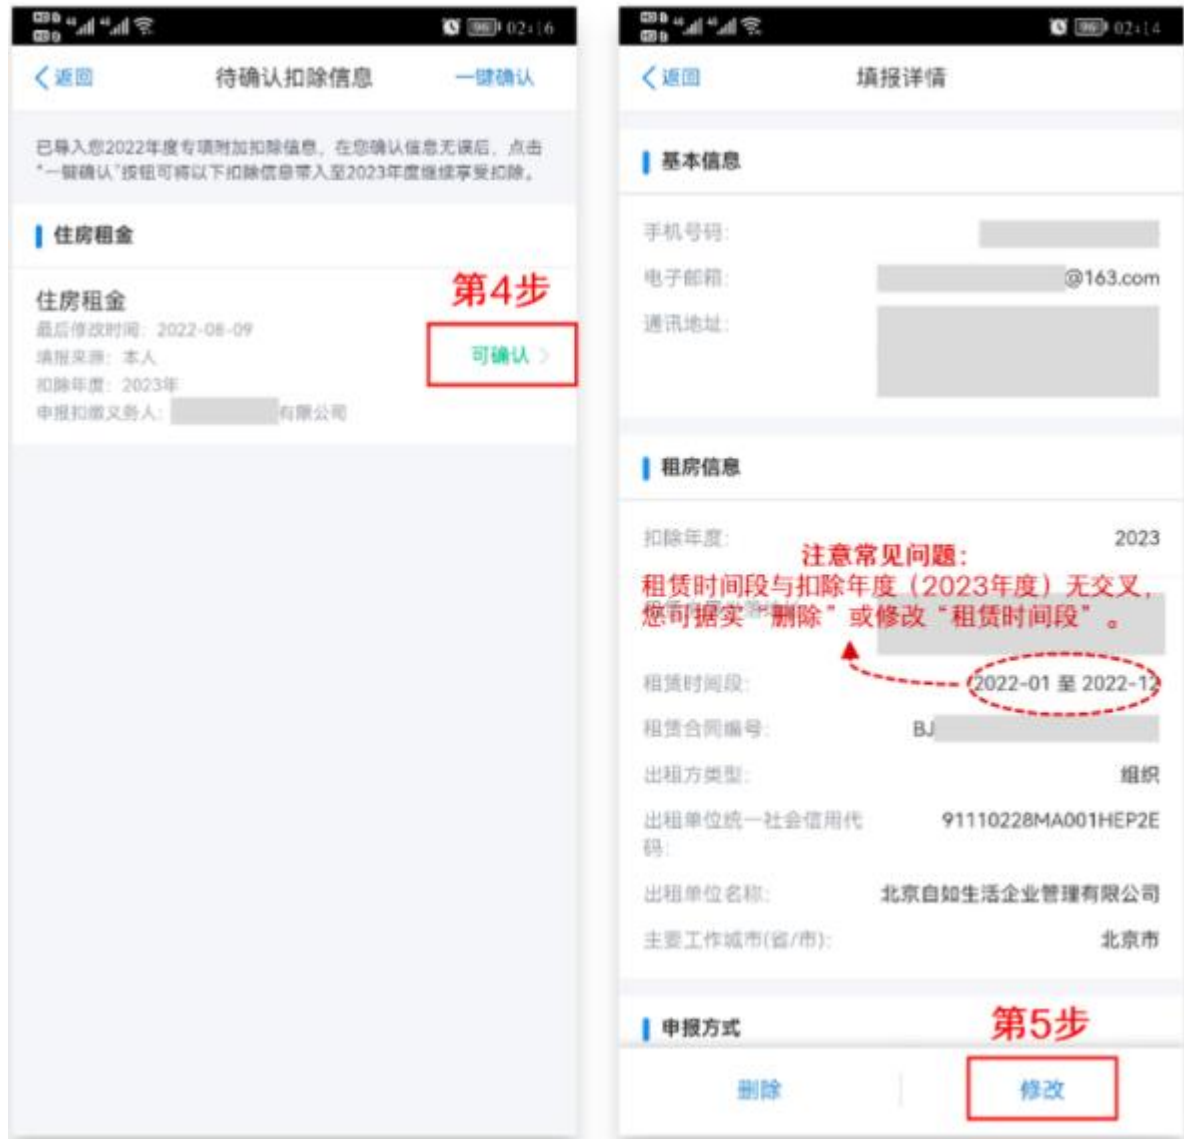 02:16
返回
待确认扣除信息
一键确认
已导入您2022年度专项附加扣除信息，在您确认信息无误后，点击
“一键确认”按钮可将以下扣除信息带入至2023年度继续享受扣除。
住房租金
第4步
住房租金
最后修改时间：2022-08-09
填报来源：本人
可确认
扣除年度：2023年
申报扣缴义务人：
有限公司
02:14
返回
填报详情
基本信息
手机号码：
电子邮箱：
@163.com
通讯地址：
租房信息
扣除年度：
2023
注意常见问题：
租赁时间段与扣除年度（2023年度）无交叉，
您可据实“删除”或修改“租赁时间段”。
租赁时间段：
2022-01 至 2022-12
租赁合同编号：
BJ
出租方类型：
组织
出租单位统一社会信用代
码：
91110228MA001HEP2E
出租单位名称：
北京自如生活企业管理有限公司
主要工作城市(省/市)：
北京市
申报方式
第5步
删除
修改